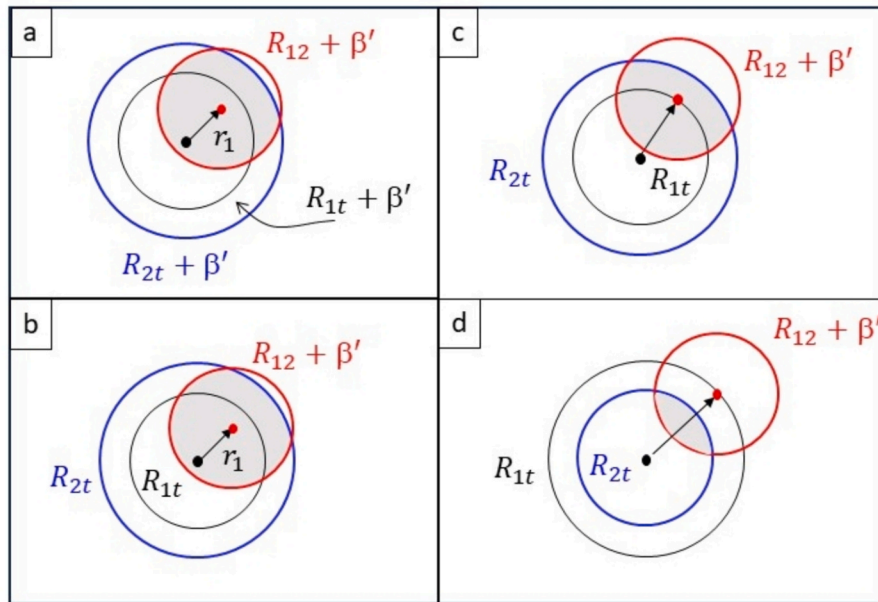 a
R₁₂ + β′
r₁
R₁ₜ + β′
R₂ₜ + β′
b
R₁₂ + β′
R₂ₜ
R₁ₜ
r₁
c
R₁₂ + β′
R₂ₜ
R₁ₜ
d
R₁₂ + β′
R₁ₜ
R₂ₜ